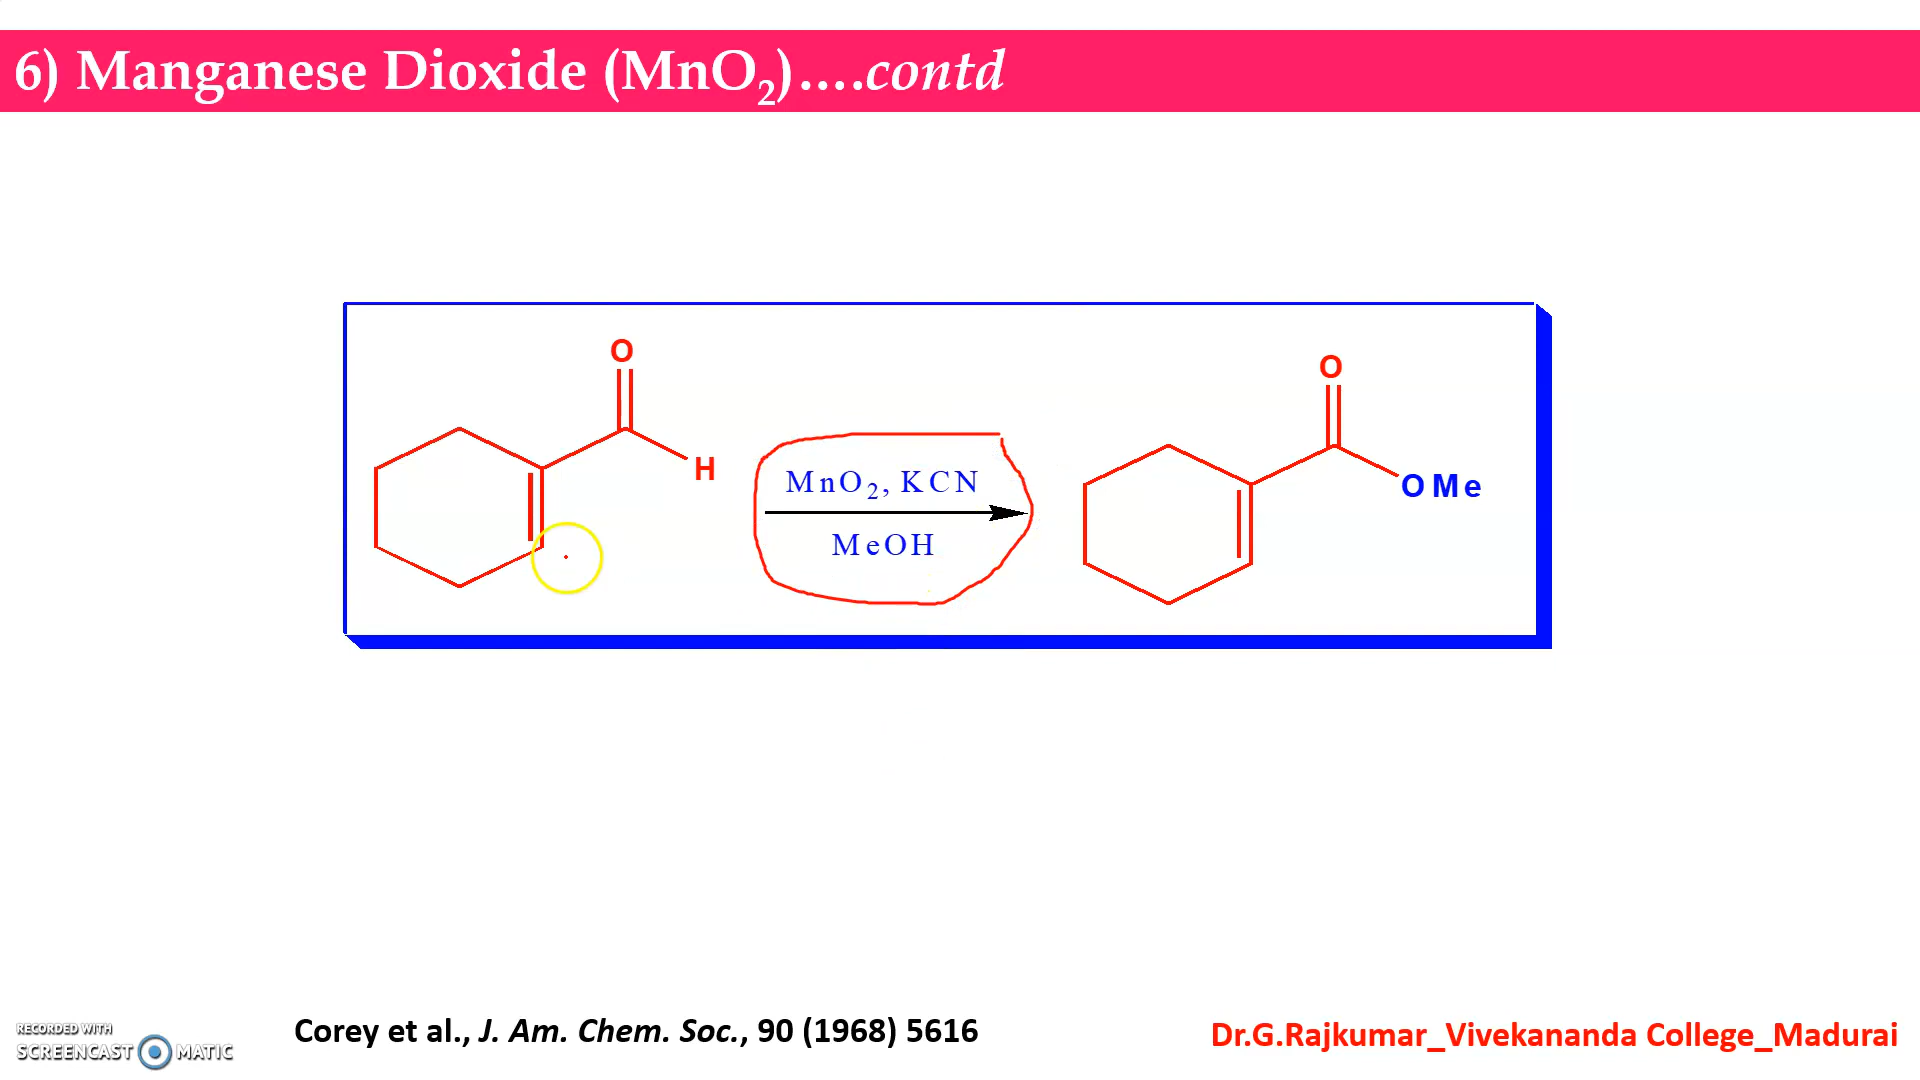 6) Manganese Dioxide (MnO₂)....contd
O
H
MnO₂, KCN
MeOH
O
OMe
RECORDED WITH
SCREENCAST MATIC
Corey et al., J. Am. Chem. Soc., 90 (1968) 5616
Dr.G.Rajkumar_Vivekananda College_Madurai